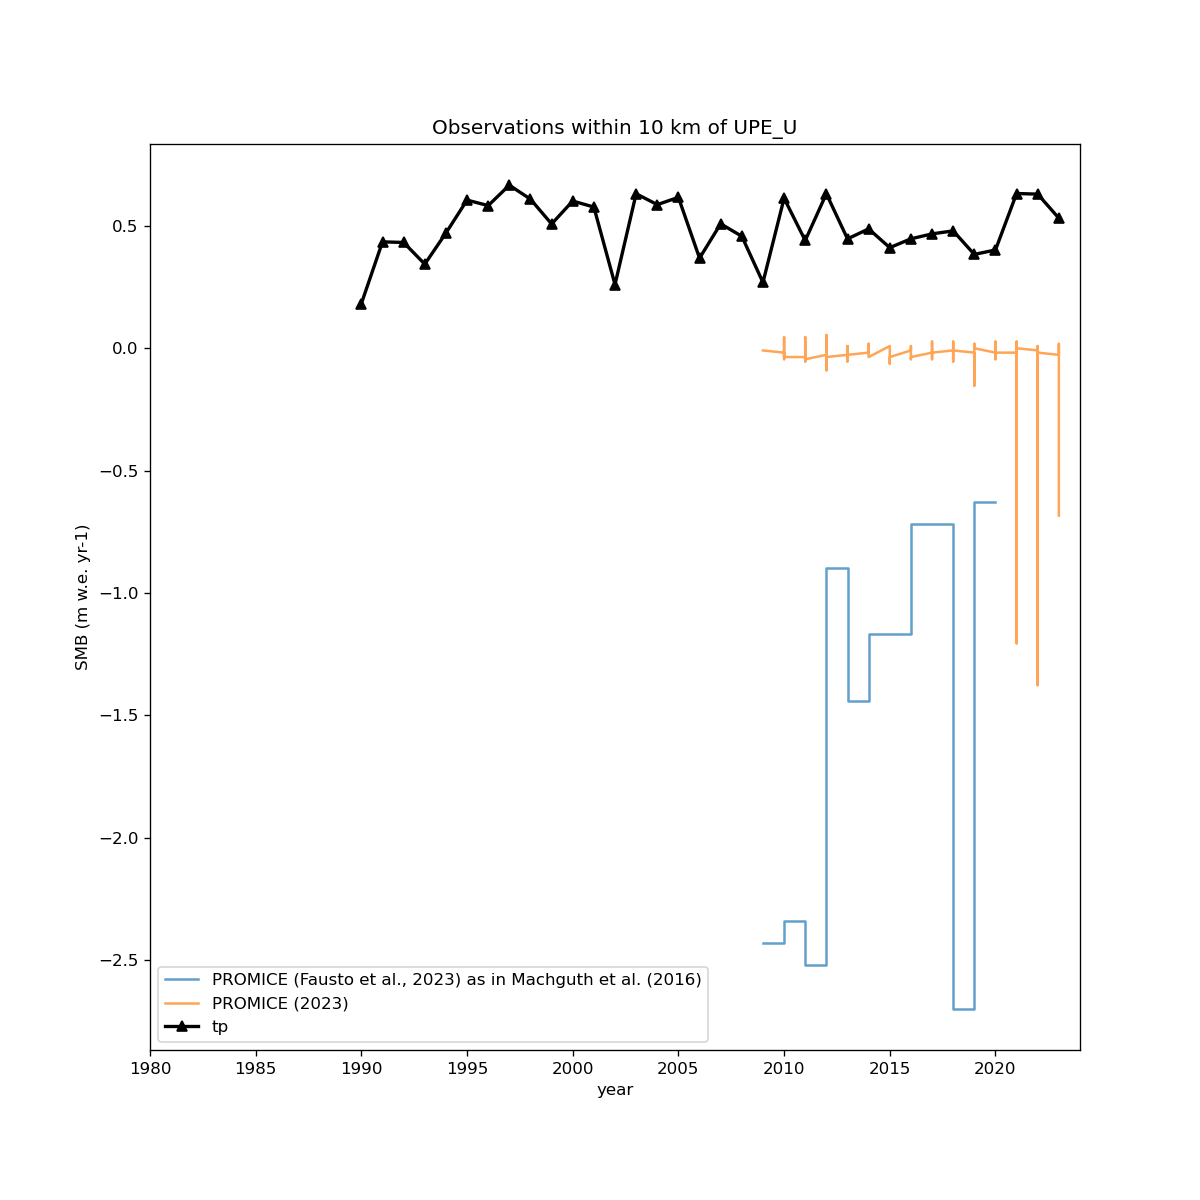 Observations within 10 km of UPE_U
0.5
0.0
−0.5
−1.0
−1.5
−2.0
−2.5
SMB (m w.e. yr-1)
PROMICE (Fausto et al., 2023) as in Machguth et al. (2016)
PROMICE (2023)
tp
1980 1985 1990 1995 2000 2005 2010 2015 2020
year